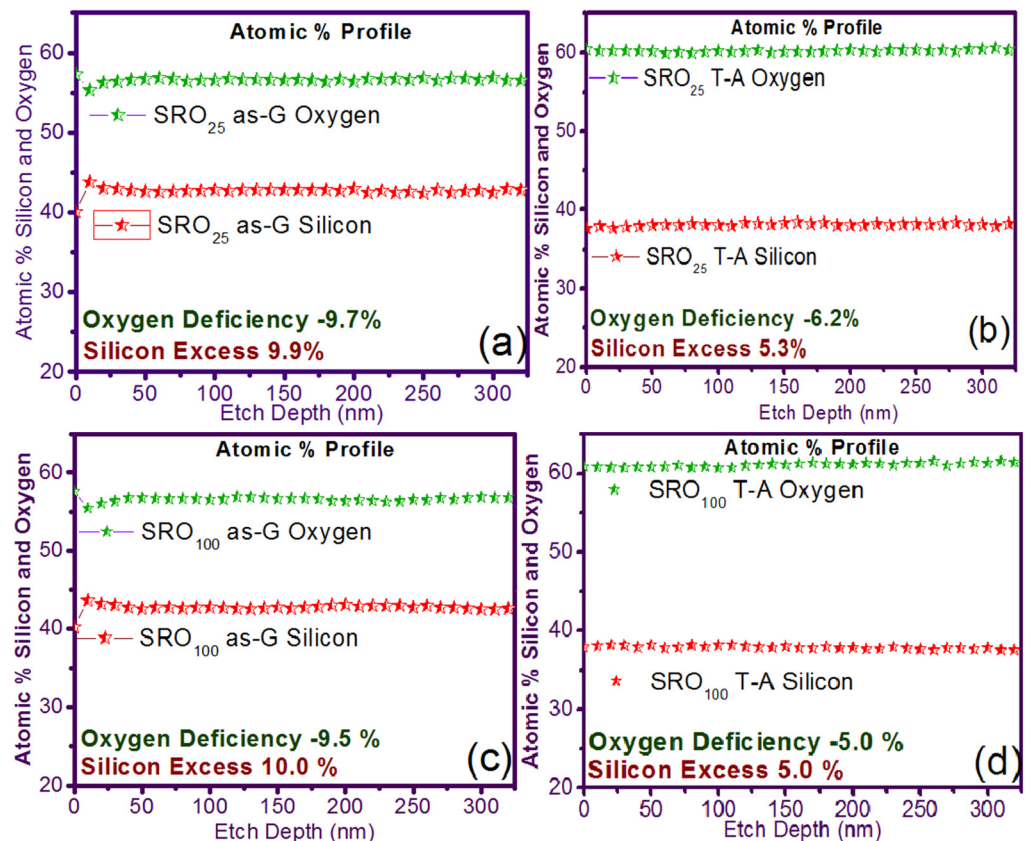 Atomic % Profile
Atomic % Silicon and Oxygen
60
50
40
30
20
SRO25 as-G Oxygen
SRO25 as-G Silicon
Oxygen Deficiency -9.7%
Silicon Excess 9.9%
(a)
0 50 100 150 200 250 300
Etch Depth (nm)
Atomic % Profile
Atomic % Silicon and Oxygen
60
50
40
30
20
SRO25 T-A Oxygen
SRO25 T-A Silicon
Oxygen Deficiency -6.2%
Silicon Excess 5.3%
(b)
0 50 100 150 200 250 300
Etch Depth (nm)
Atomic % Profile
Atomic % Silicon and Oxygen
60
50
40
30
20
SRO100 as-G Oxygen
SRO100 as-G Silicon
Oxygen Deficiency -9.5 %
Silicon Excess 10.0 %
(c)
0 50 100 150 200 250 300
Etch Depth (nm)
Atomic % Profile
Atomic % Silicon and Oxygen
60
50
40
30
20
SRO100 T-A Oxygen
SRO100 T-A Silicon
Oxygen Deficiency -5.0 %
Silicon Excess 5.0 %
(d)
0 50 100 150 200 250 300
Etch Depth (nm)